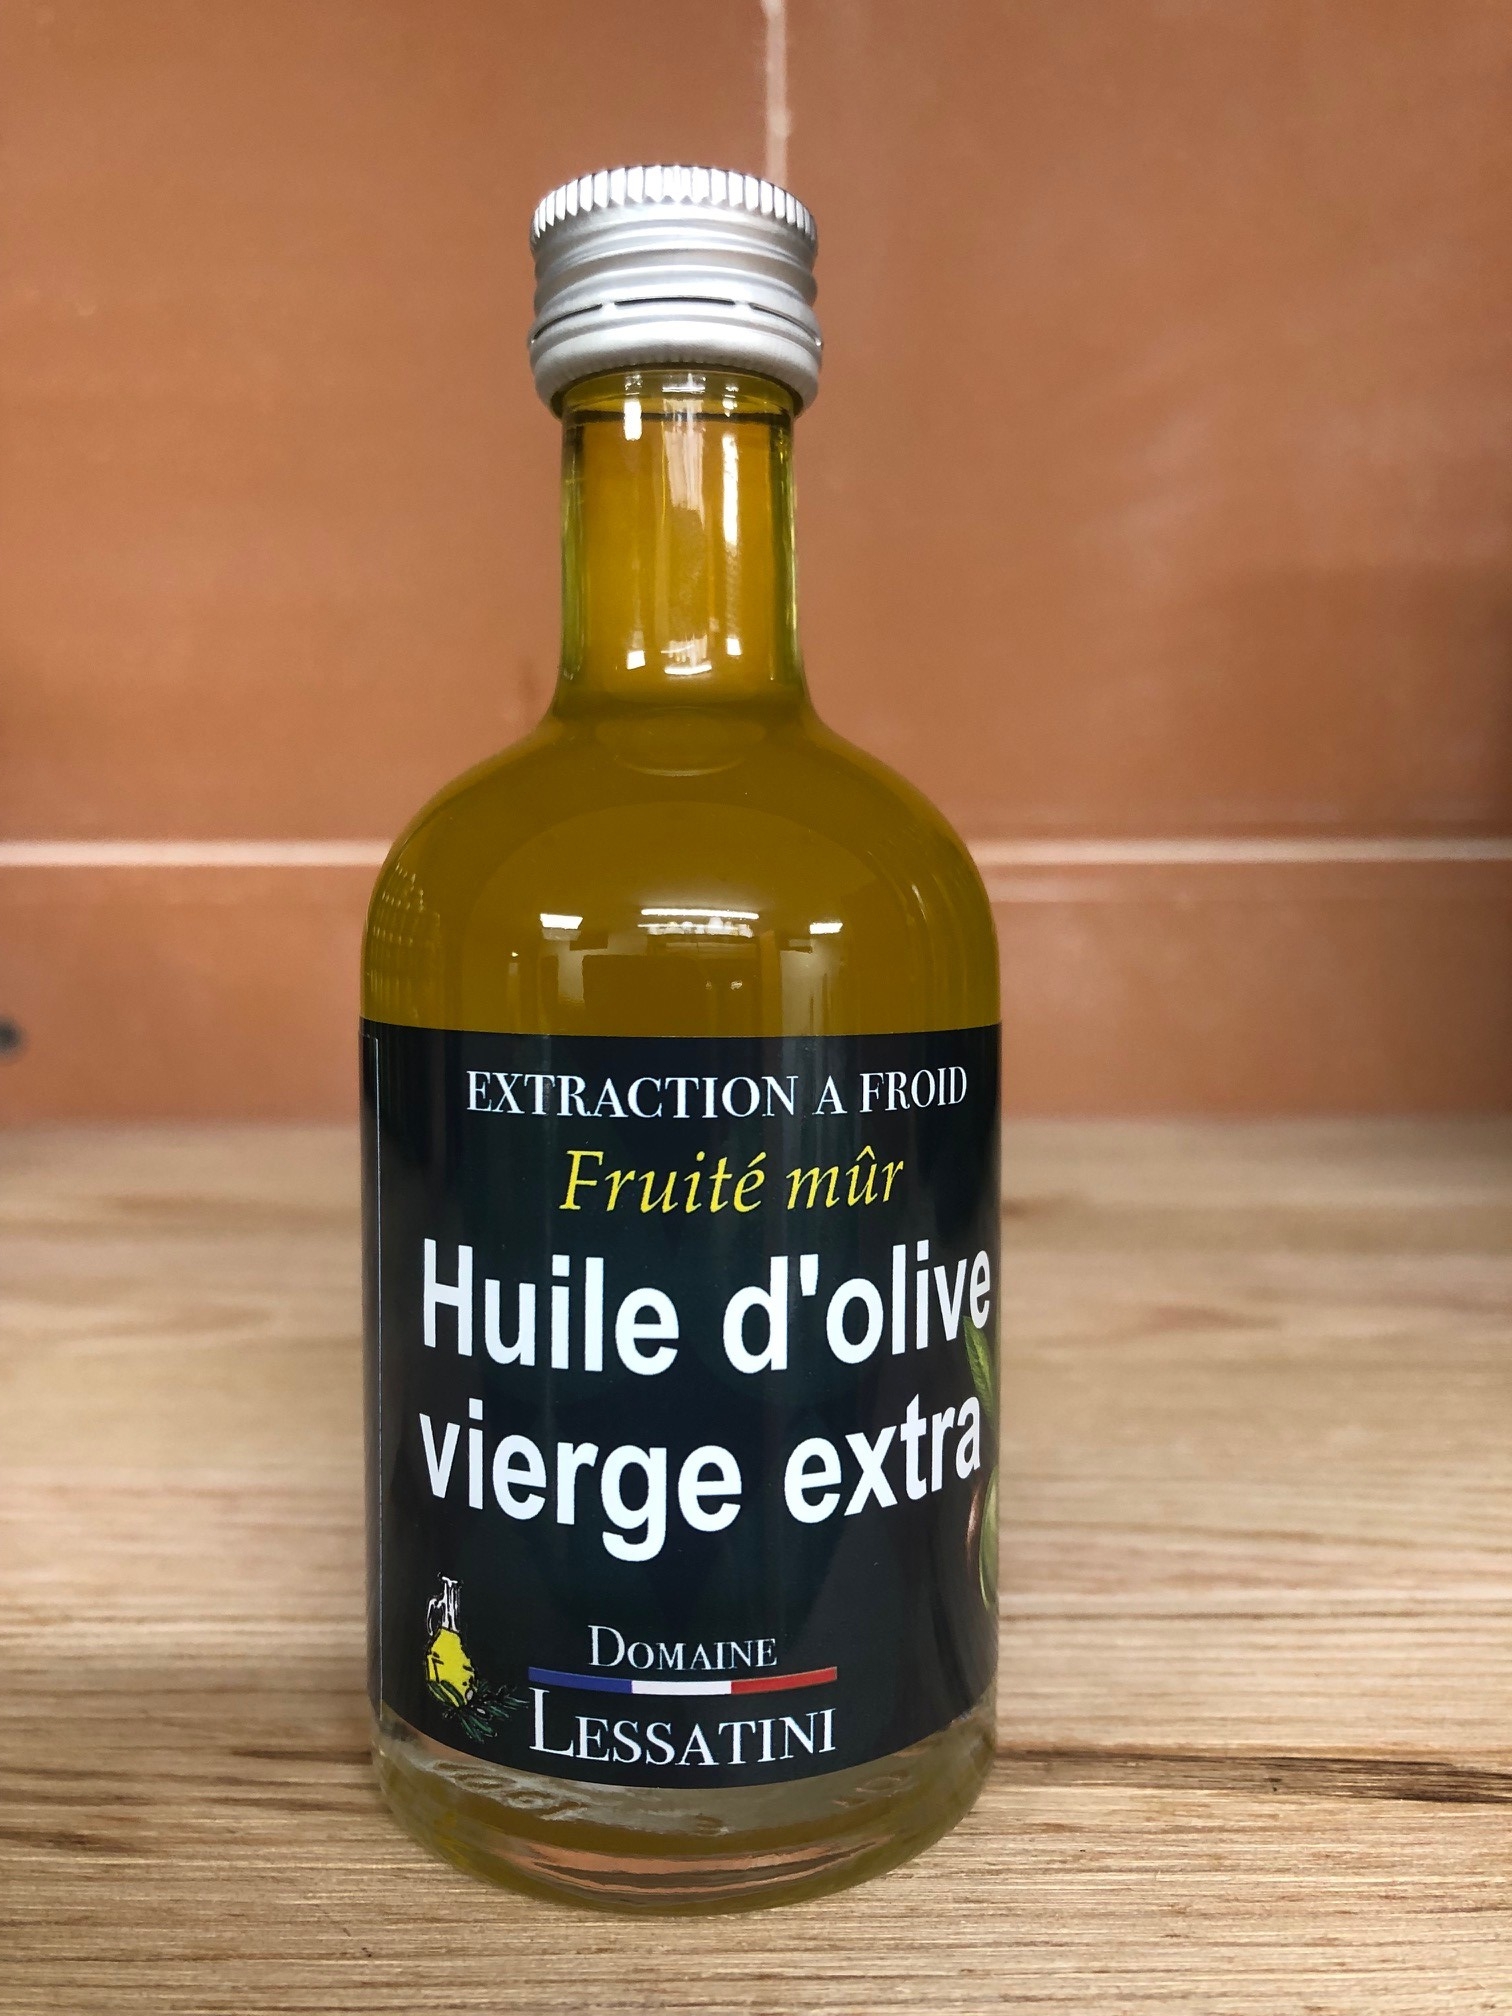 EXTRACTION A FROID
Fruité mûr
Huile d'olive
vierge extra
DOMAINE
LESSATINI